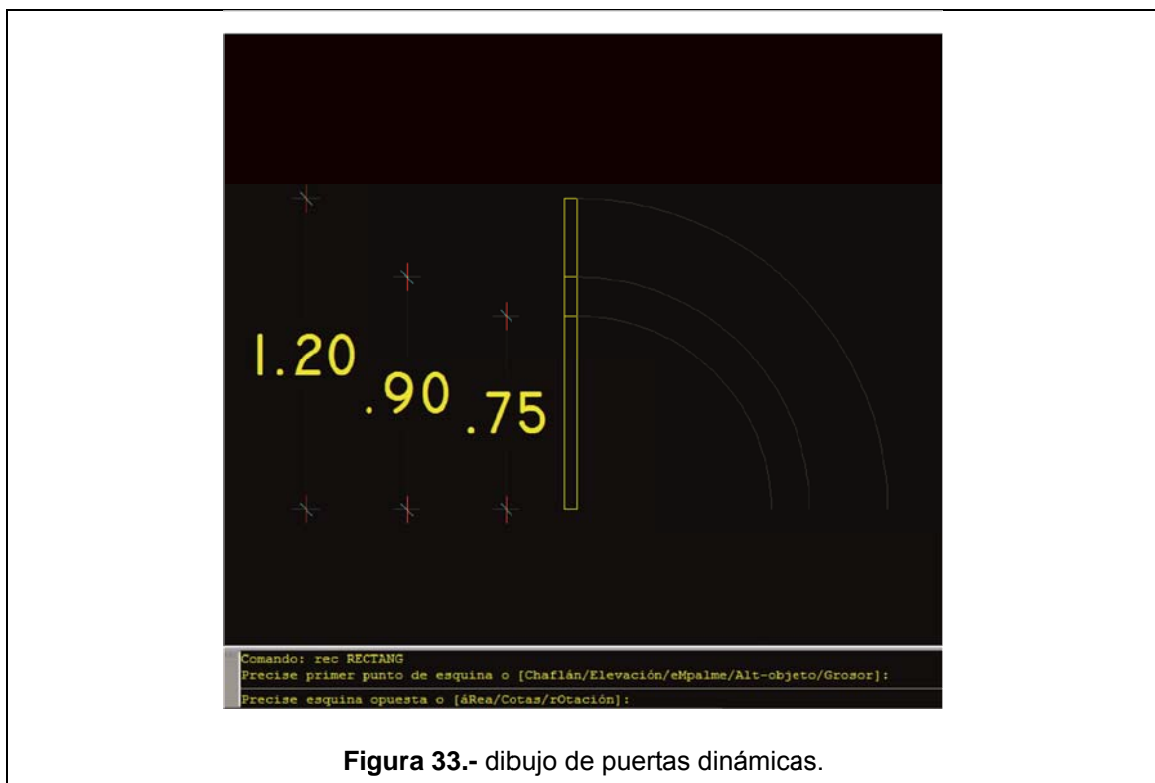 1.20
.90
.75
Comando: rec RECTANG
Precise primer punto de esquina o [Chaflán/Elevación/eMpalme/Alt-objeto/Grosor]:
Precise esquina opuesta o [áRea/Cotas/rOtación]:
Figura 33.- dibujo de puertas dinámicas.